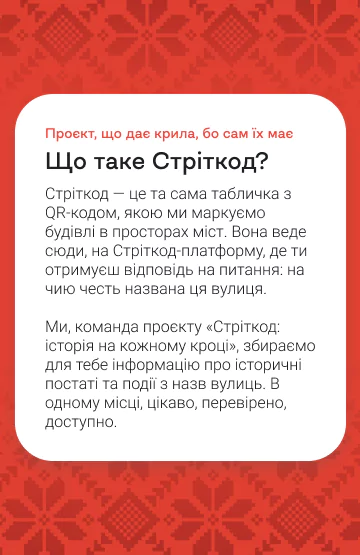 Проєкт, що дає крила, бо сам їх має
Що таке Стріткод?
Стріткод — це та сама табличка з
QR-кодом, якою ми маркуємо
будівлі в просторах міст. Вона веде
сюди, на Стріткод-платформу, де ти
отримуєш відповідь на питання: на
чию честь названа ця вулиця.
Ми, команда проєкту «Стріткод:
історія на кожному кроці», збираємо
для тебе інформацію про історичні
постаті та події з назв вулиць. В
одному місці, цікаво, перевірено,
доступно.